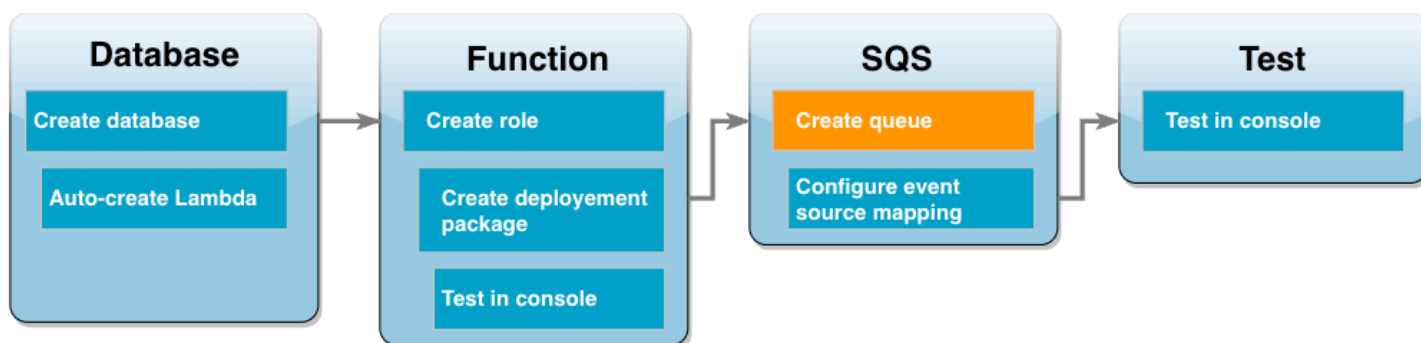 Database
Create database
Auto-create Lambda
Function
Create role
Create deployement
package
Test in console
SQS
Create queue
Configure event
source mapping
Test
Test in console